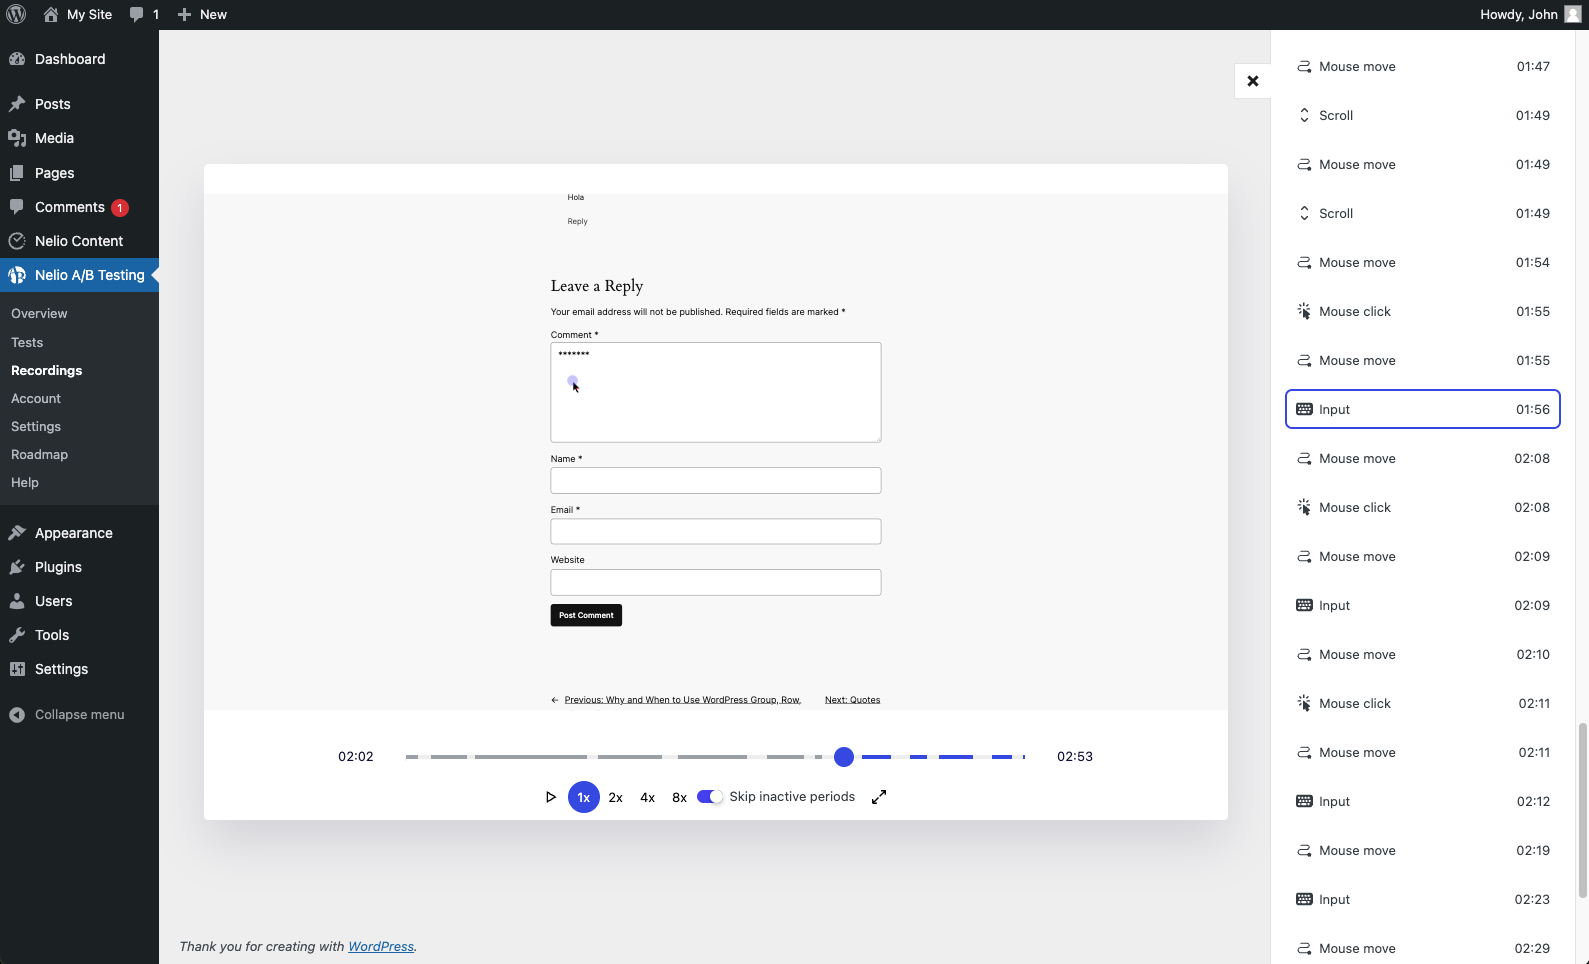 My Site
1
New
Howdy, John
Dashboard
Posts
Media
Pages
Comments 1
Nelio Content
Nelio A/B Testing
Overview
Tests
Recordings
Account
Settings
Roadmap
Help
Appearance
Plugins
Users
Tools
Settings
Collapse menu
Hola
Reply
Leave a Reply
Your email address will not be published. Required fields are marked *
Comment *
*******
Name *
Email *
Website
Post Comment
← Previous: Why and When to Use WordPress Group, Row,
Next: Quotes
02:02
02:53
1x 2x 4x 8x Skip inactive periods
Thank you for creating with WordPress.
Mouse move 01:47
Scroll 01:49
Mouse move 01:49
Scroll 01:49
Mouse move 01:54
Mouse click 01:55
Mouse move 01:55
Input 01:56
Mouse move 02:08
Mouse click 02:08
Mouse move 02:09
Input 02:09
Mouse move 02:10
Mouse click 02:11
Mouse move 02:11
Input 02:12
Mouse move 02:19
Input 02:23
Mouse move 02:29